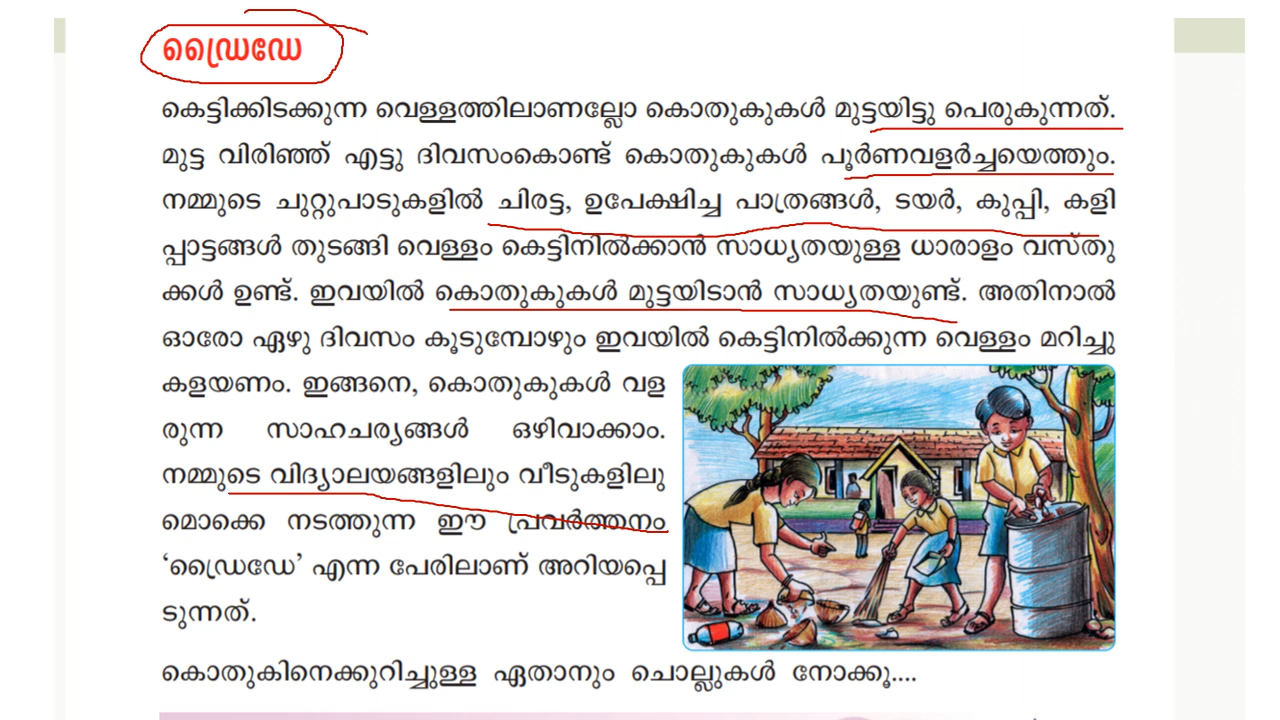 ഡ്രൈഡേ
കെട്ടിക്കിടക്കുന്ന വെള്ളത്തിലാണല്ലോ കൊതുകുകൾ മുട്ടയിട്ടു പെരുകുന്നത്.
മുട്ട വിരിഞ്ഞ് എട്ടു ദിവസംകൊണ്ട് കൊതുകുകൾ പൂർണവളർച്ചയെത്തും.
നമ്മുടെ ചുറ്റുപാടുകളിൽ ചിരട്ട, ഉപേക്ഷിച്ച പാത്രങ്ങൾ, ടയർ, കുപ്പി, കളി
പ്പാട്ടങ്ങൾ തുടങ്ങി വെള്ളം കെട്ടിനിൽക്കാൻ സാധ്യതയുള്ള ധാരാളം വസ്തു
ക്കൾ ഉണ്ട്. ഇവയിൽ കൊതുകുകൾ മുട്ടയിടാൻ സാധ്യതയുണ്ട്. അതിനാൽ
ഓരോ ഏഴു ദിവസം കൂടുമ്പോഴും ഇവയിൽ കെട്ടിനിൽക്കുന്ന വെള്ളം മറിച്ചു
കളയണം. ഇങ്ങനെ, കൊതുകുകൾ വള
രുന്ന സാഹചര്യങ്ങൾ ഒഴിവാക്കാം.
നമ്മുടെ വിദ്യാലയങ്ങളിലും വീടുകളിലു
മൊക്കെ നടത്തുന്ന ഈ പ്രവർത്തനം
‘ഡ്രൈഡേ’ എന്ന പേരിലാണ് അറിയപ്പെ
ടുന്നത്.
കൊതുകിനെക്കുറിച്ചുള്ള ഏതാനും ചൊല്ലുകൾ നോക്കൂ....